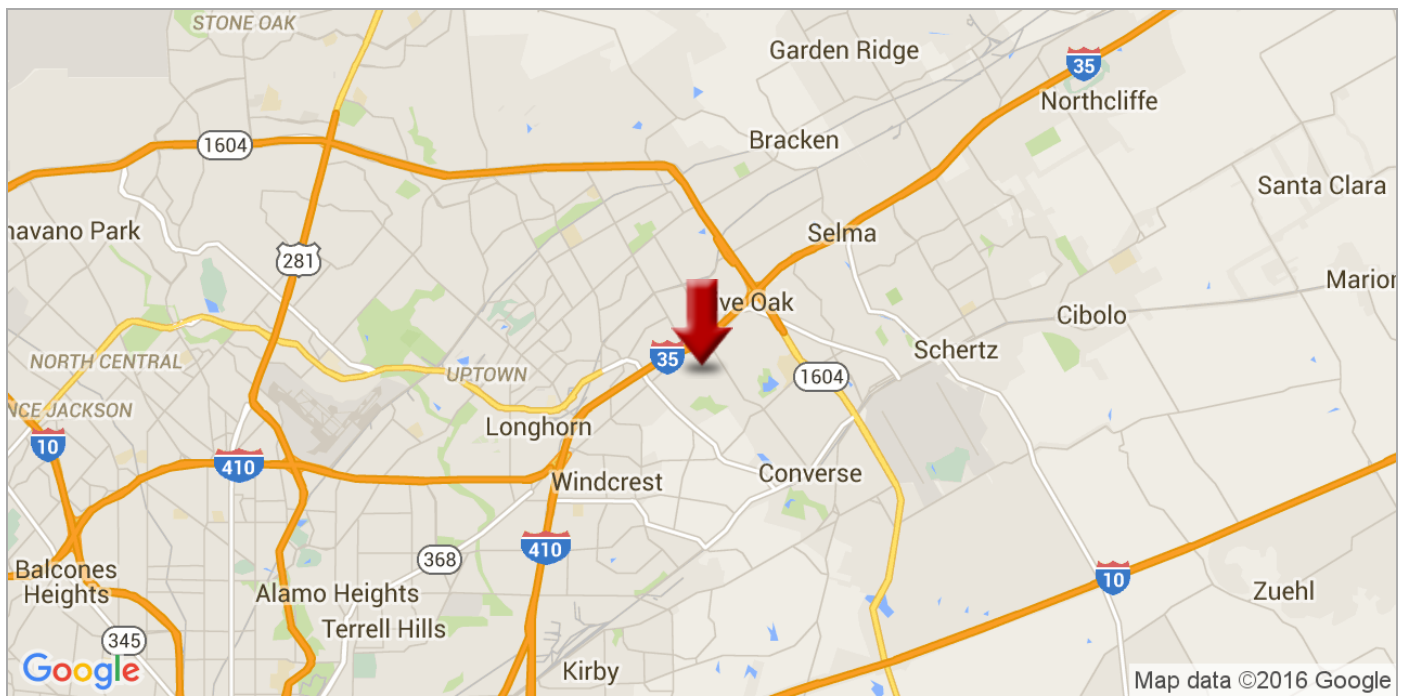 STONE OAK
Garden Ridge
35
Northcliffe
1604
Bracken
Santa Clara
havano Park
Selma
281
Marion
ve Oak
Cibolo
35
Schertz
NORTH CENTRAL
UPTOWN
1604
NCE JACKSON
Longhorn
10
410
Windcrest
Converse
410
368
Balcones
Heights
10
Alamo Heights
Zuehl
Terrell Hills
345
Kirby
Google
Map data ©2016 Google